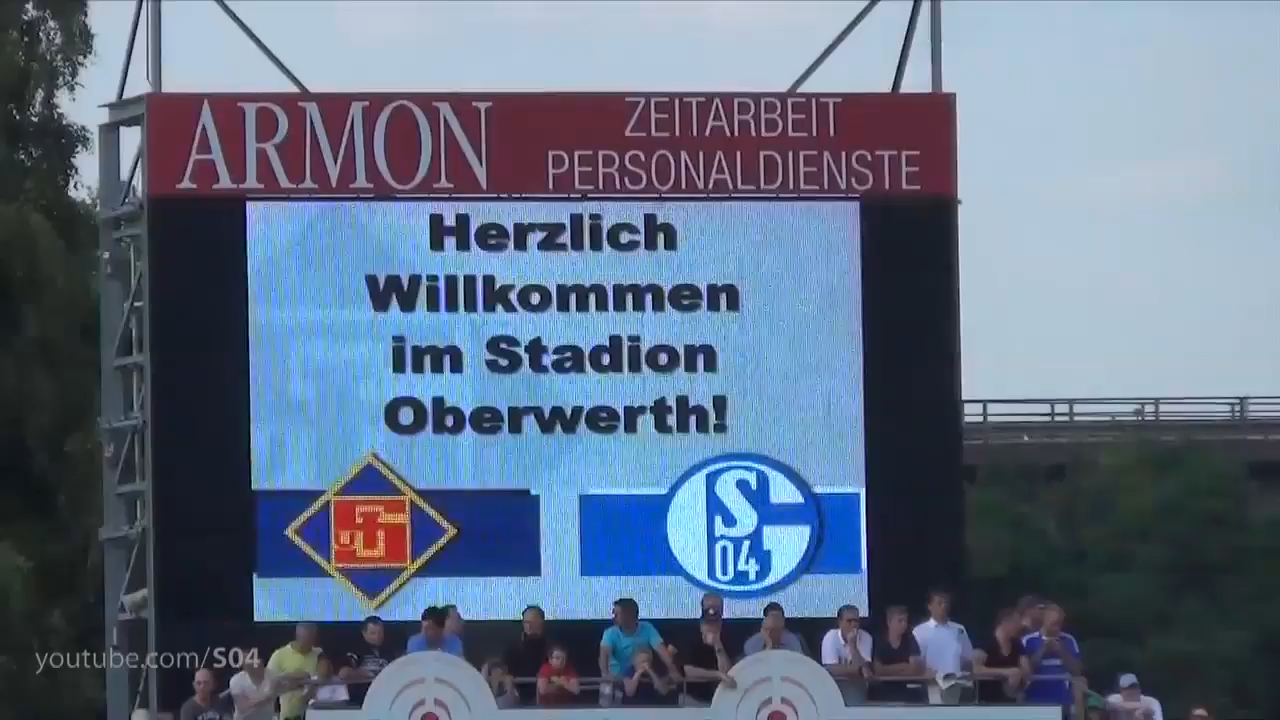 ARMON
ZEITARBEIT
PERSONALDIENSTE
Herzlich
Willkommen
im Stadion
Oberwerth!
S
04
youtube.com/S04